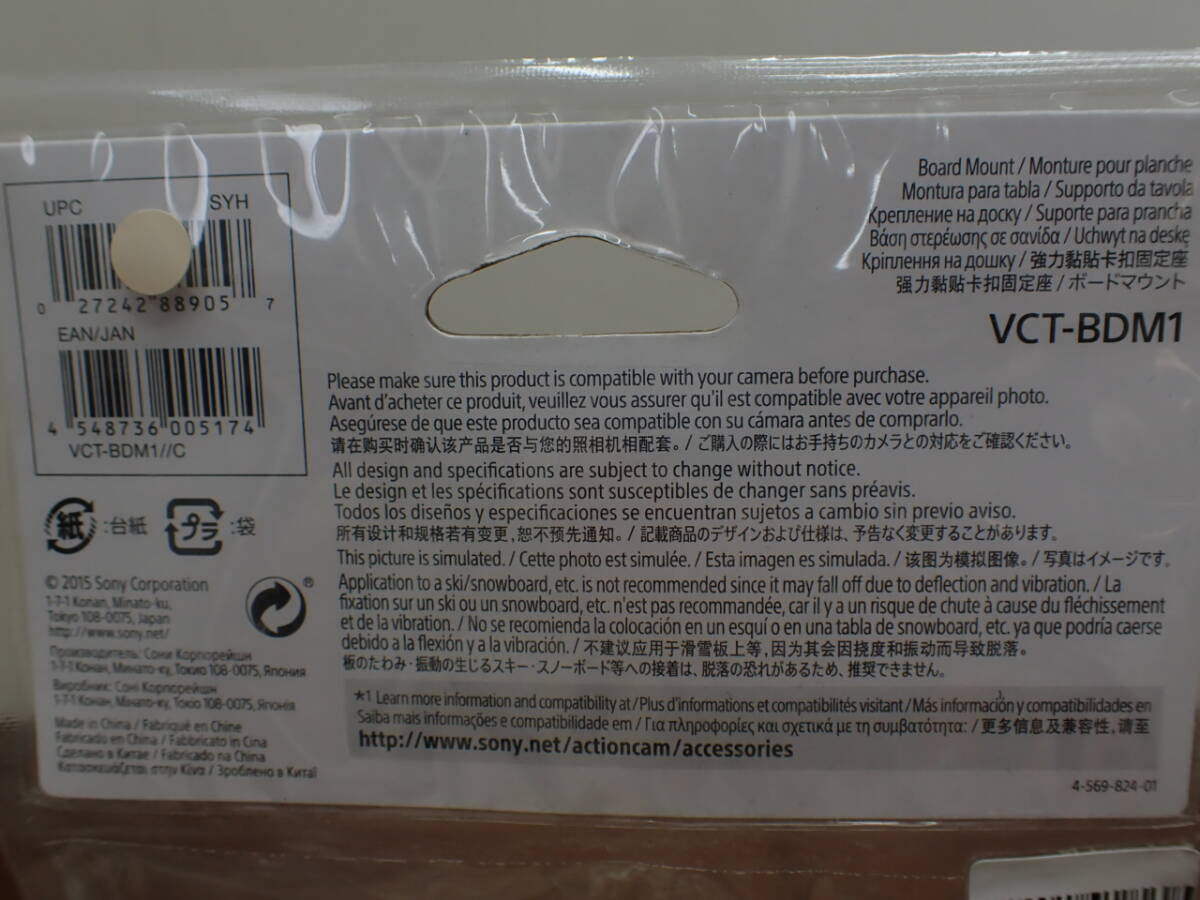 UPC SYH
0 27242 88905 7
EAN/JAN
4 548736 005174
VCT-BDM1//C
紙 :台紙 プラ :袋
© 2015 Sony Corporation
1-7-1 Konan, Minato-ku,
Tokyo 108-0075, Japan
http://www.sony.net/
®
Производитель: Сони Корпорейшн
1-7-1 Конан, Минато-ку, Токио 108-0075, Япония
Виробник: Соні Корпорейшн
1-7-1 Конан, Минато-ку, Токіо 108-0075, Японія
Made in China / Fabriqué en Chine
Fabricado en China / Fabbricato in Cina
Сделано в Китае / Fabricado na China
Κατασκευάζεται στην Κίνα / Зроблено в Китаї
Board Mount / Monture pour planche
Montura para tabla / Supporto da tavola
Крепление на доску / Suporte para prancha
Βάση στερέωσης σε σανίδα / Uchwyt na deskę
Кріплення на дошку / 強力黏貼卡扣固定座
强力黏贴卡扣固定座 / ボードマウント
VCT-BDM1
Please make sure this product is compatible with your camera before purchase.
Avant d'acheter ce produit, veuillez vous assurer qu'il est compatible avec votre appareil photo.
Asegúrese de que este producto sea compatible con su cámara antes de comprarlo.
请在购买时确认该产品是否与您的照相机相配套。/ ご購入の際にはお手持ちのカメラとの対応をご確認ください。
All design and specifications are subject to change without notice.
Le design et les spécifications sont susceptibles de changer sans préavis.
Todos los diseños y especificaciones se encuentran sujetos a cambio sin previo aviso.
所有设计和规格若有变更,恕不预先通知。/ 記載商品のデザインおよび仕様は、予告なく変更することがあります。
This picture is simulated. / Cette photo est simulée. / Esta imagen es simulada. / 该图为模拟图像。/ 写真はイメージです。
Application to a ski/snowboard, etc. is not recommended since it may fall off due to deflection and vibration. / La
fixation sur un ski ou un snowboard, etc. n'est pas recommandée, car il y a un risque de chute à cause du fléchissement
et de la vibration. / No se recomienda la colocación en un esquí o en una tabla de snowboard, etc. ya que podría caerse
debido a la flexión y a la vibración. / 不建议应用于滑雪板上等,因为其会因挠度和振动而导致脱落。
板のたわみ・振動の生じるスキー・スノーボード等への接着は、脱落の恐れがあるため、推奨できません。
*1 Learn more information and compatibility at / Plus d'informations et compatibilités visitant / Más información y compatibilidades en
Saiba mais informações e compatibilidade em / Για πληροφορίες και σχετικά με τη συμβατότητα: / 更多信息及兼容性,请至
http://www.sony.net/actioncam/accessories
4-569-824-01